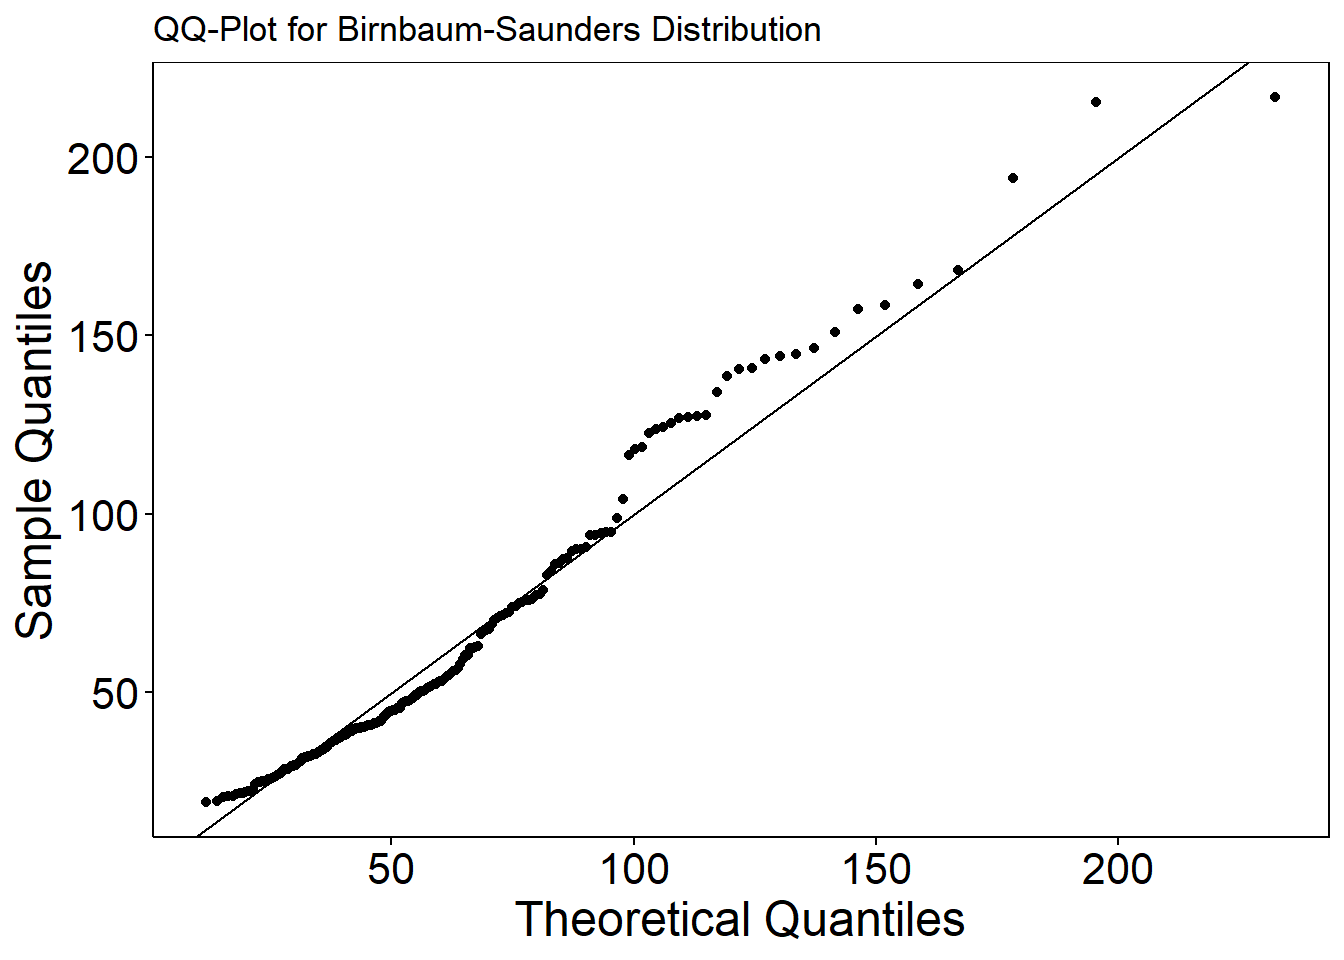 QQ-Plot for Birnbaum-Saunders Distribution
200
150
100
50
Sample Quantiles
50 100 150 200
Theoretical Quantiles